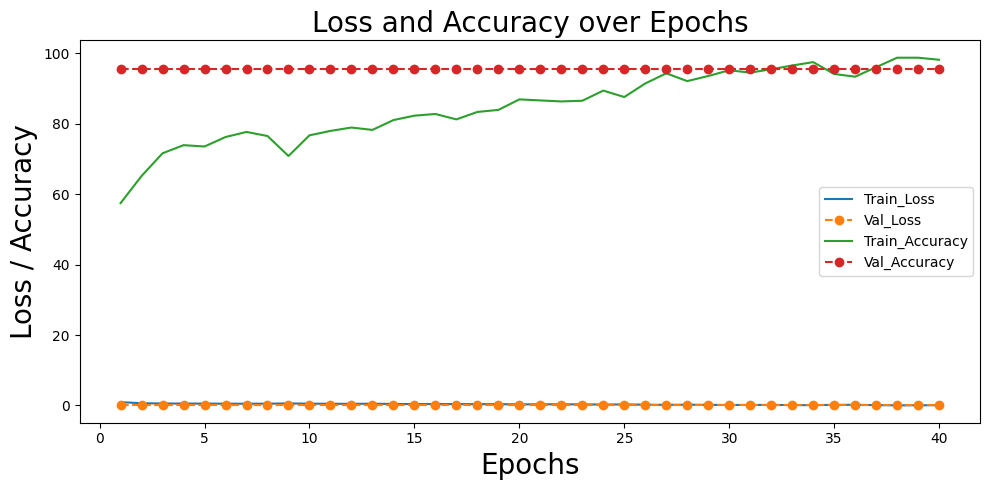 Loss and Accuracy over Epochs
Loss / Accuracy
100
80
60
40
20
0
Train_Loss
Val_Loss
Train_Accuracy
Val_Accuracy
0 5 10 15 20 25 30 35 40
Epochs